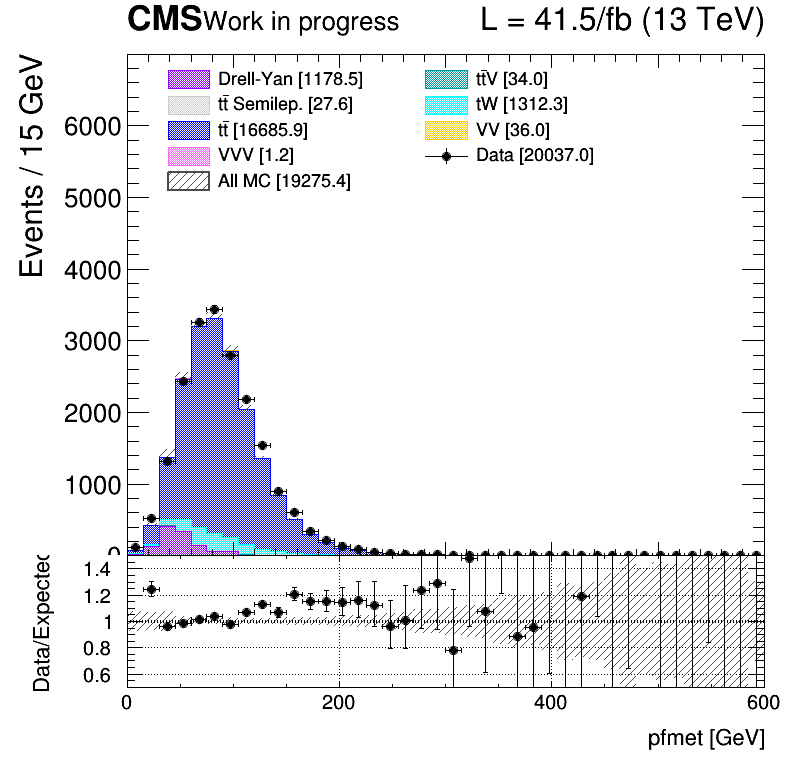 CMS Work in progress L = 41.5/fb (13 TeV)
Events / 15 GeV
Drell-Yan [1178.5]
tt̄ Semilep. [27.6]
tt̄ [16685.9]
VVV [1.2]
All MC [19275.4]
tt̄V [34.0]
tW [1312.3]
VV [36.0]
Data [20037.0]
6000
5000
4000
3000
2000
1000
0
Data/Expected
1.4
1.2
1
0.8
0.6
0 200 400 600
pfmet [GeV]